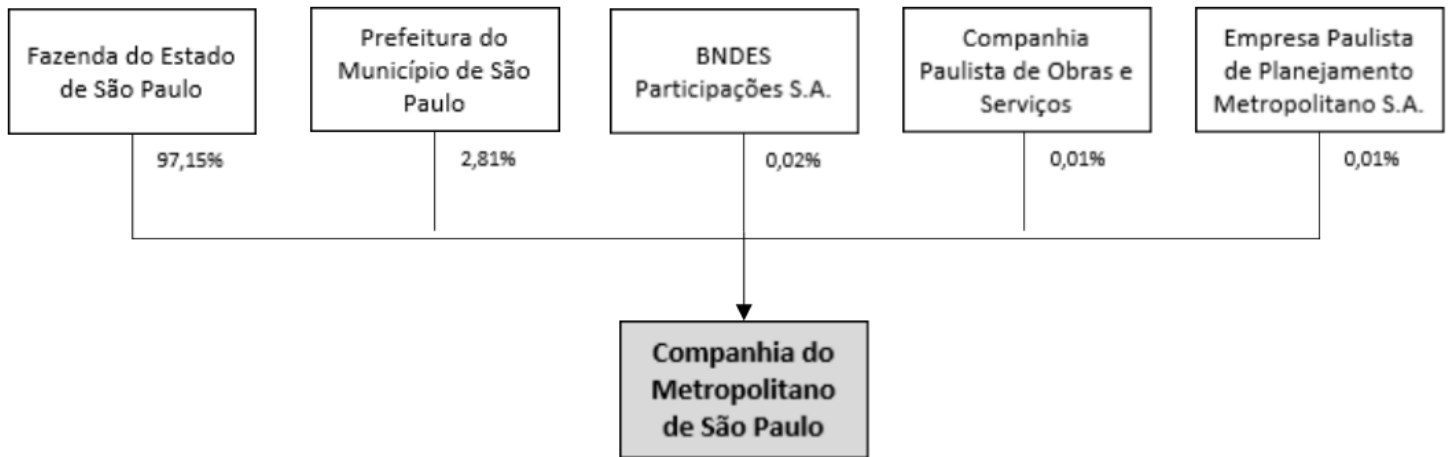 Fazenda do Estado
de São Paulo
Prefeitura do
Município de São
Paulo
BNDES
Participações S.A.
Companhia
Paulista de Obras e
Serviços
Empresa Paulista
de Planejamento
Metropolitano S.A.
97,15%
2,81%
0,02%
0,01%
0,01%
Companhia do
Metropolitano
de São Paulo